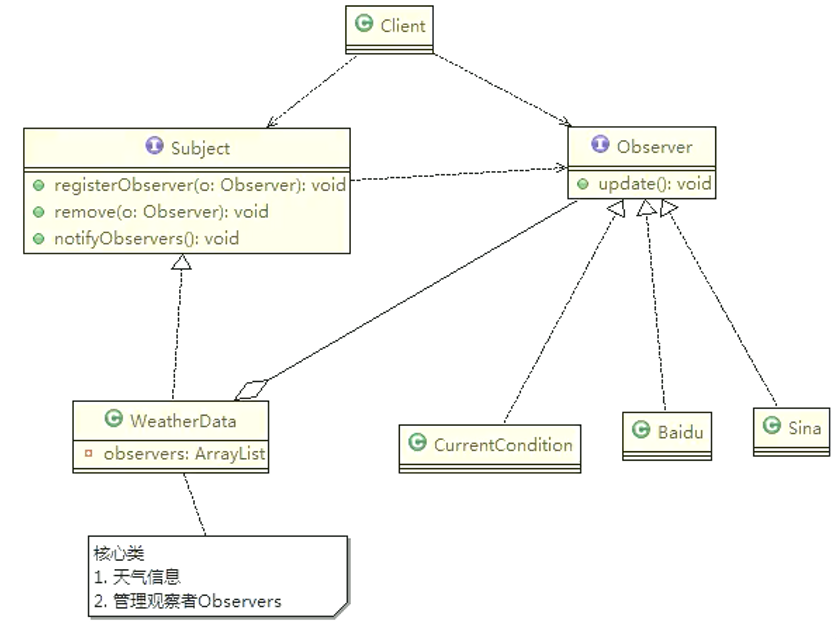 Client
Subject
registerObserver(o: Observer): void
remove(o: Observer): void
notifyObservers(): void
Observer
update(): void
WeatherData
observers: ArrayList
CurrentCondition
Baidu
Sina
核心类
1. 天气信息
2. 管理观察者Observers